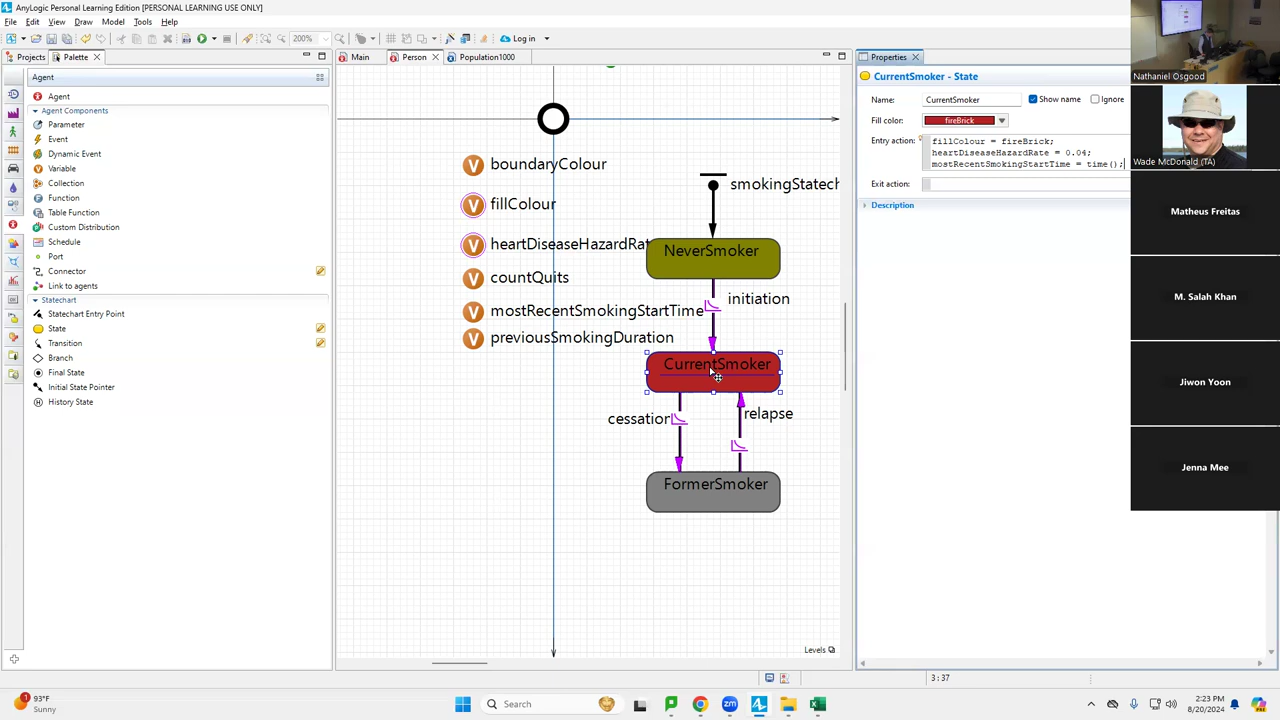 AnyLogic Personal Learning Edition [PERSONAL LEARNING USE ONLY]
File Edit View Draw Model Tools Help
200% Log in
Projects Palette
Main Person Population1000
Properties
Agent
Agent
Agent Components
Parameter
Event
Dynamic Event
Variable
Collection
Function
Table Function
Custom Distribution
Schedule
Port
Connector
Link to agents
Statechart
Statechart Entry Point
State
Transition
Branch
Final State
Initial State Pointer
History State
boundaryColour
fillColour
heartDiseaseHazardRat
countQuits
mostRecentSmokingStartTime
previousSmokingDuration
smokingStatech
NeverSmoker
initiation
CurrentSmoker
cessation
relapse
FormerSmoker
Levels
CurrentSmoker - State
Name: CurrentSmoker Show name Ignore
Fill color: fireBrick
Entry action: fillColour = fireBrick;
heartDiseaseHazardRate = 0.04;
mostRecentSmokingStartTime = time();
Exit action:
Description
Nathaniel Osgood
Wade McDonald (TA)
Matheus Freitas
M. Salah Khan
Jiwon Yoon
Jenna Mee
3:37
1
93°F
Sunny
Search
2:23 PM
8/20/2024